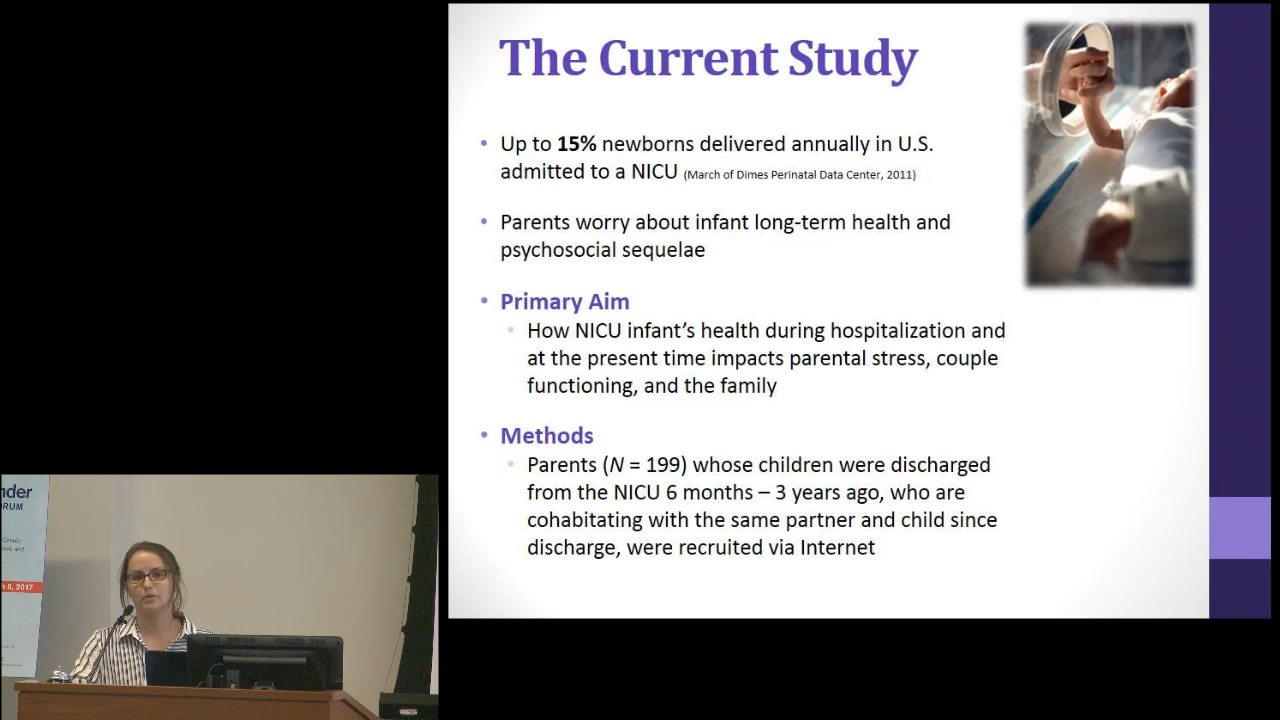 The Current Study
• Up to 15% newborns delivered annually in U.S.
admitted to a NICU (March of Dimes Perinatal Data Center, 2011)
• Parents worry about infant long-term health and
psychosocial sequelae
• Primary Aim
• How NICU infant's health during hospitalization and
at the present time impacts parental stress, couple
functioning, and the family
• Methods
• Parents (N = 199) whose children were discharged
from the NICU 6 months – 3 years ago, who are
cohabitating with the same partner and child since
discharge, were recruited via Internet
nder
RUM
Gender
and
8, 2017